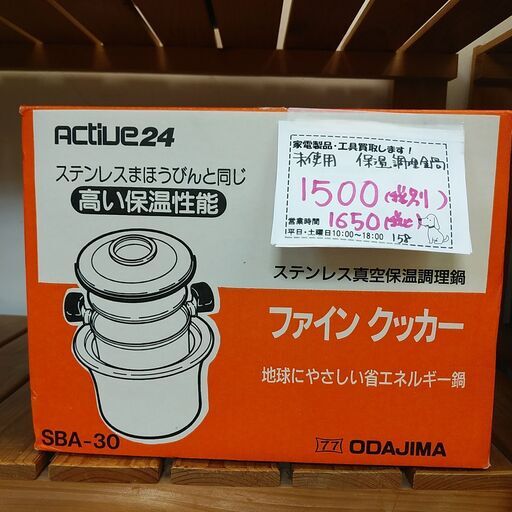 ACTIVE24
ステンレスまほうびんと同じ
高い保温性能
家電製品・工具買取します!
未使用 保温調理鍋
1500(税別)
営業時間
1650(税込)
平日・土曜日10:00~18:00
158
ステンレス真空保温調理鍋
ファイン クッカー
地球にやさしい省エネルギー鍋
SBA-30
ODAJIMA